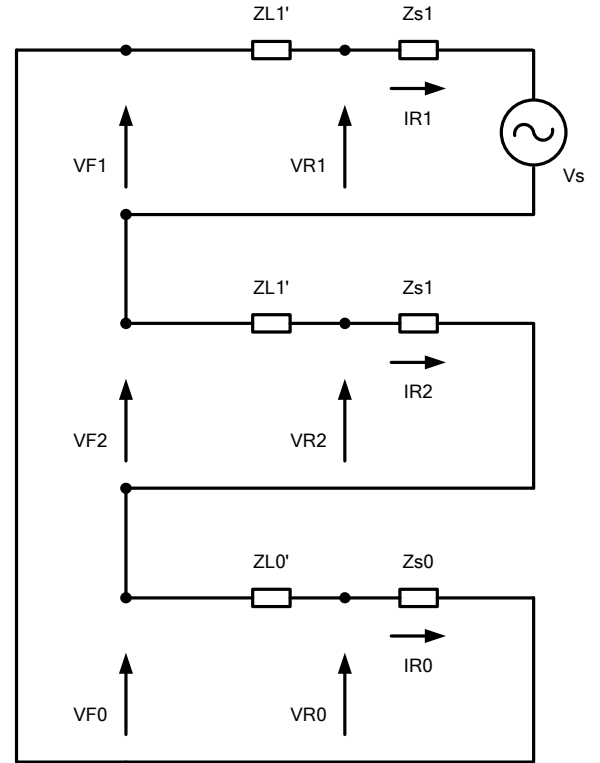 ZL1' Zs1
IR1
VF1 VR1
Vs
ZL1' Zs1
IR2
VF2 VR2
ZL0' Zs0
IR0
VF0 VR0